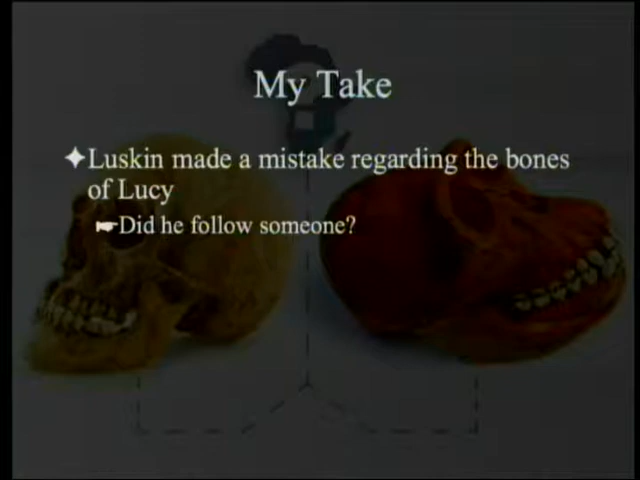 My Take
Luskin made a mistake regarding the bones
of Lucy
Did he follow someone?